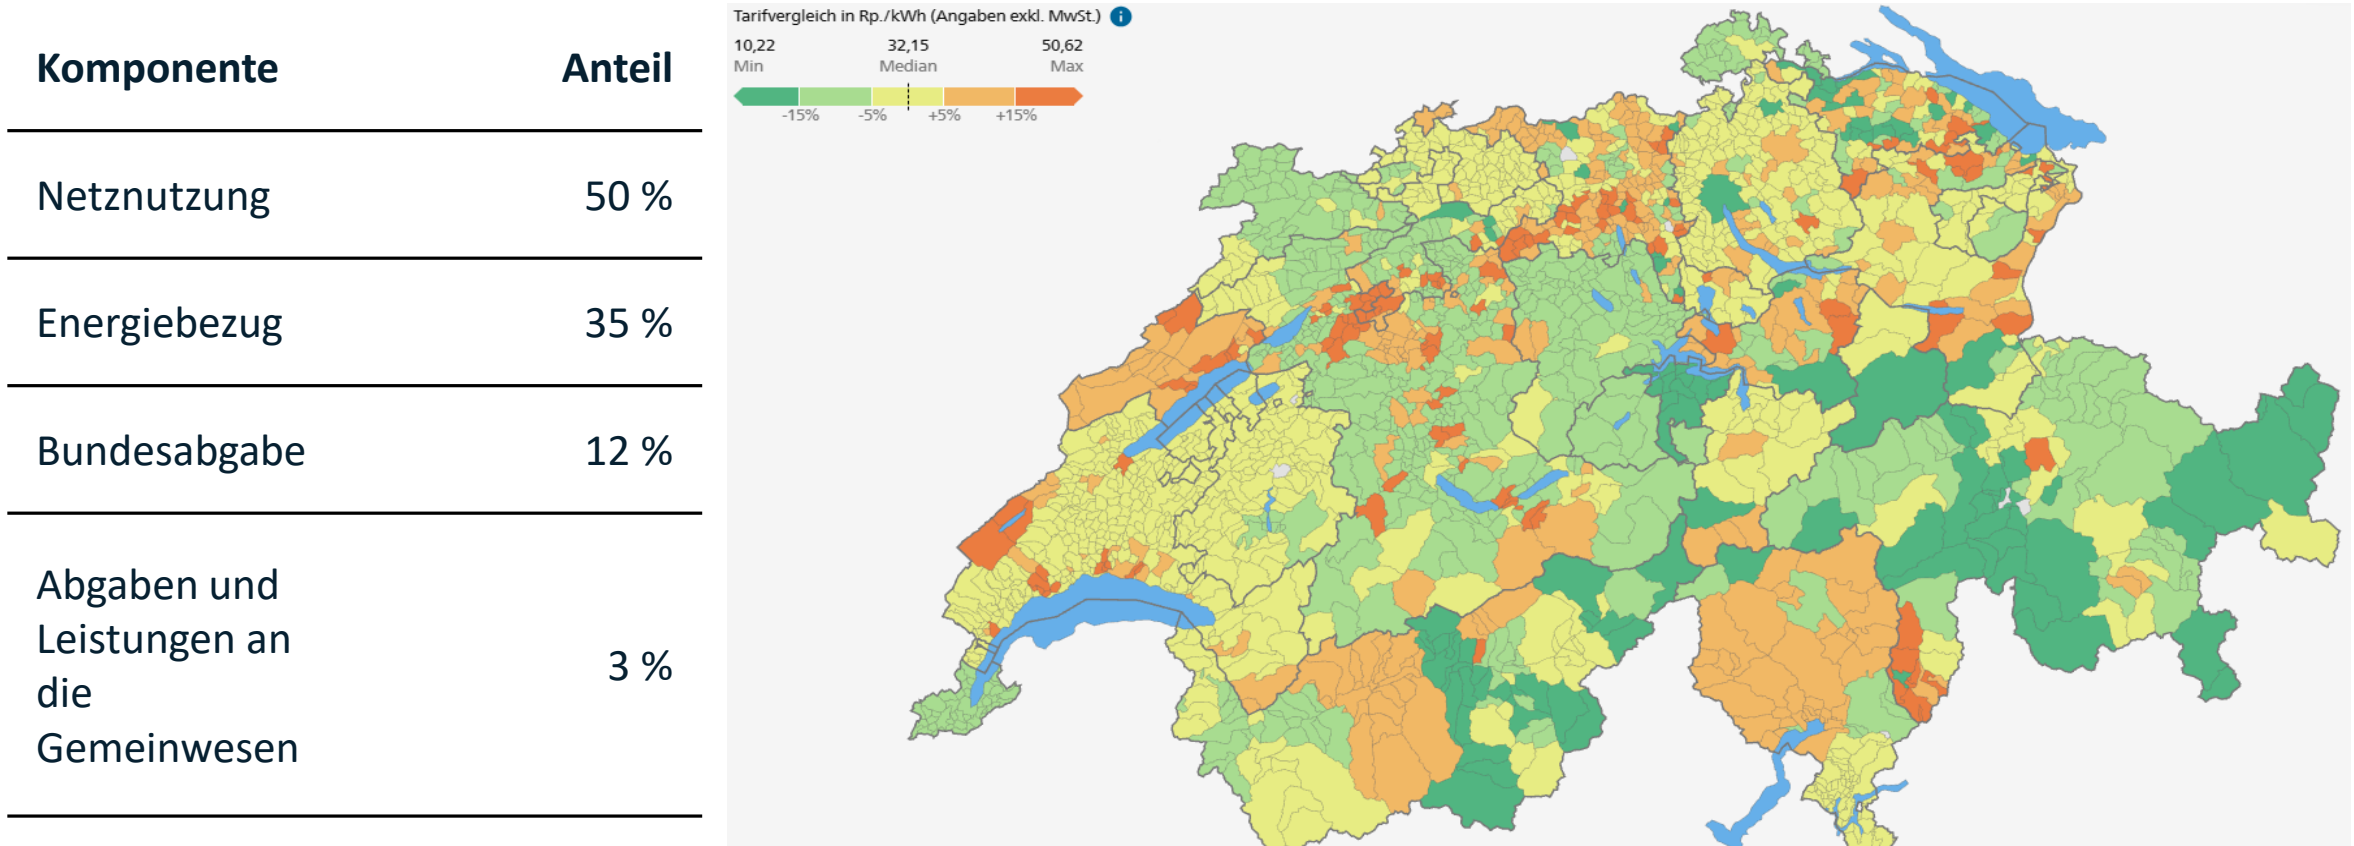 Komponente Anteil
Netznutzung 50 %
Energiebezug 35 %
Bundesabgabe 12 %
Abgaben und
Leistungen an
die
Gemeinwesen
3 %
Tarifvergleich in Rp./kWh (Angaben exkl. MwSt.) i
10,22 32,15 50,62
Min Median Max
-15% -5% +5% +15%